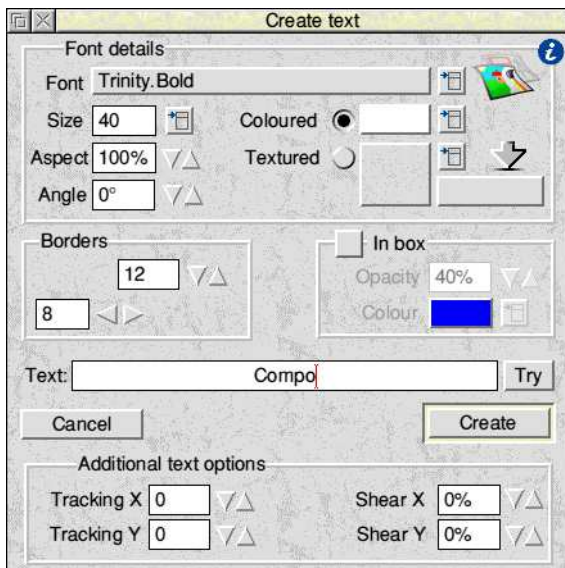 Create text
Font details
Font Trinity.Bold
Size 40 Coloured
Aspect 100% Textured
Angle 0°
Borders
12
8
In box
Opacity 40%
Colour
Text: Compo Try
Cancel Create
Additional text options
Tracking X 0 Shear X 0%
Tracking Y 0 Shear Y 0%